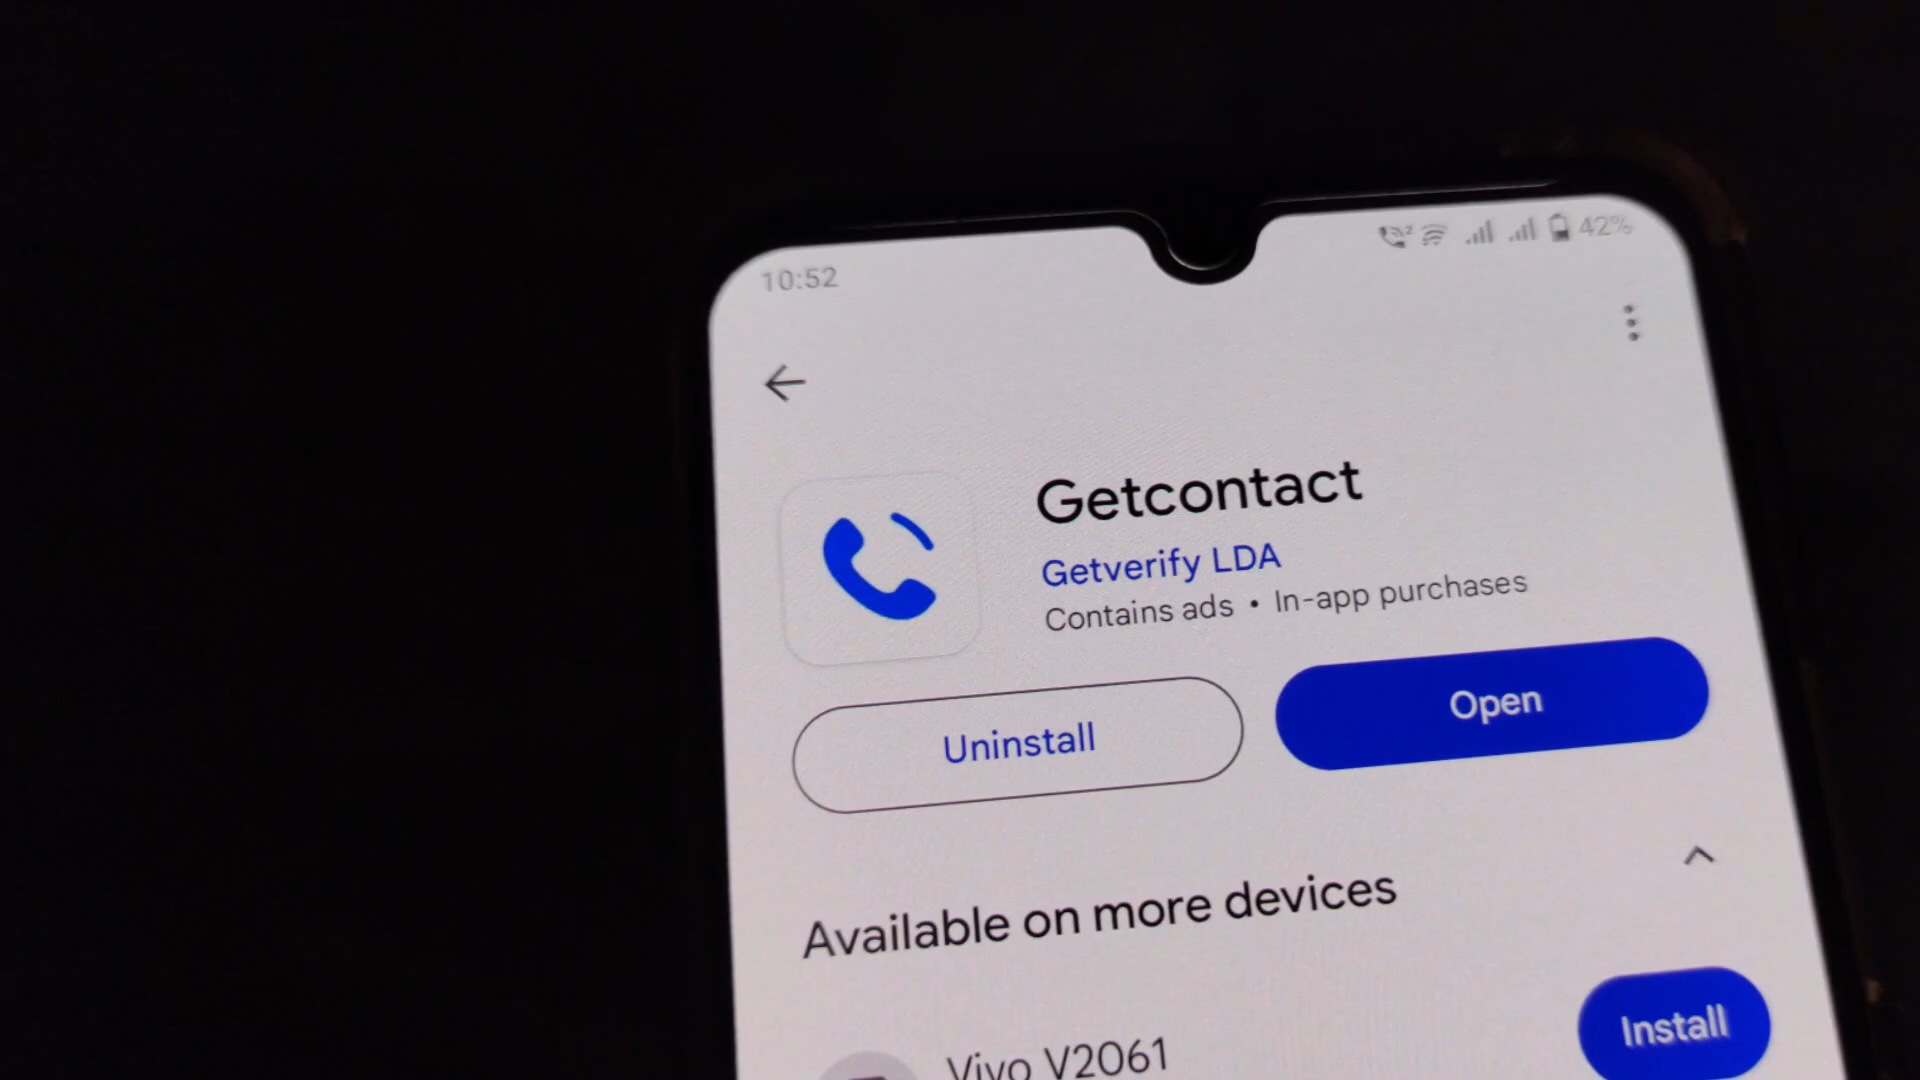 10:52
2 42%
Getcontact
Getverify LDA
Contains ads • In-app purchases
Uninstall
Open
Available on more devices
Vivo V2061
Install